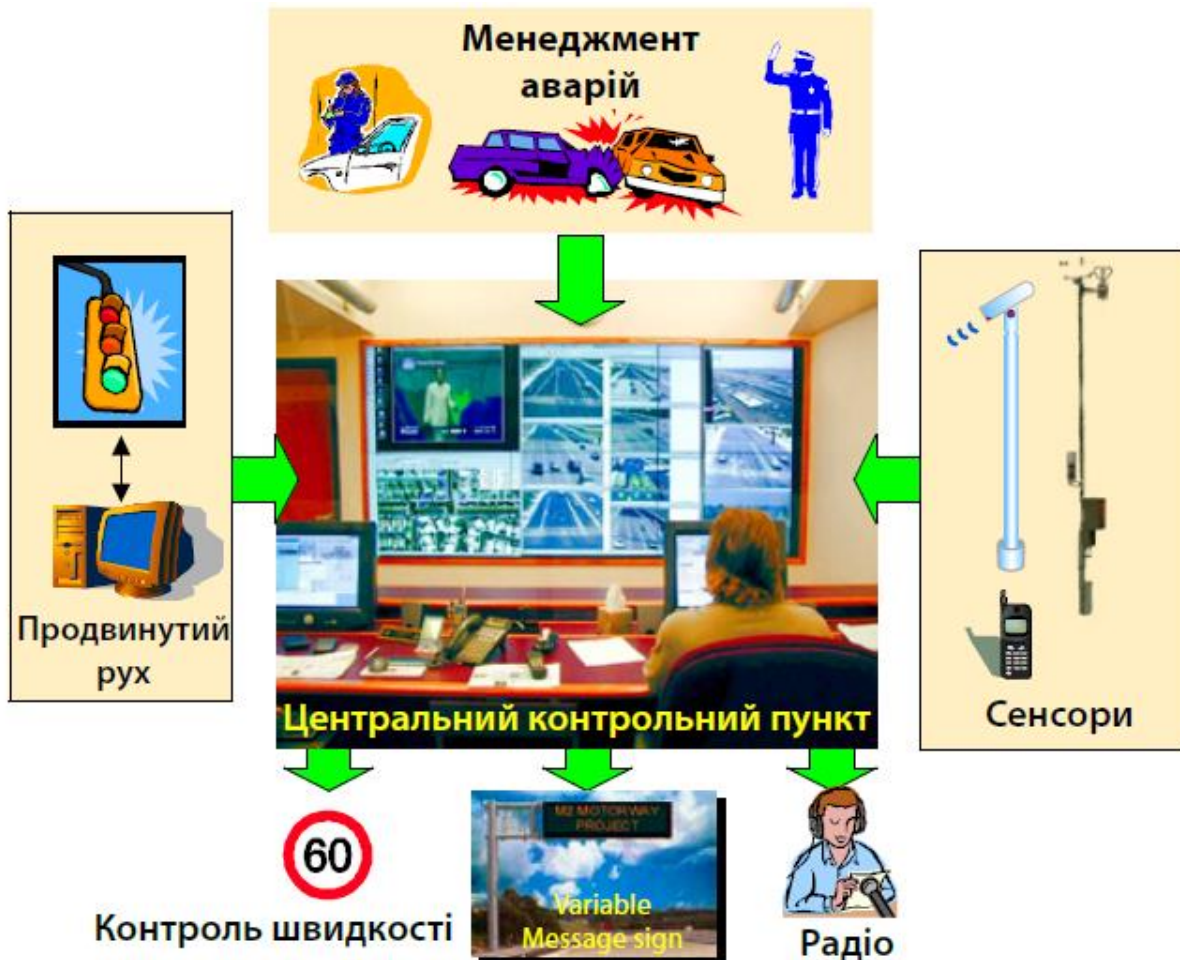 Менеджмент
аварій
Продвинутий
рух
Центральний контрольний пункт
Сенсори
60
Контроль швидкості
M2 MOTORWAY
PROJECT
Variable
Message sign
Радіо